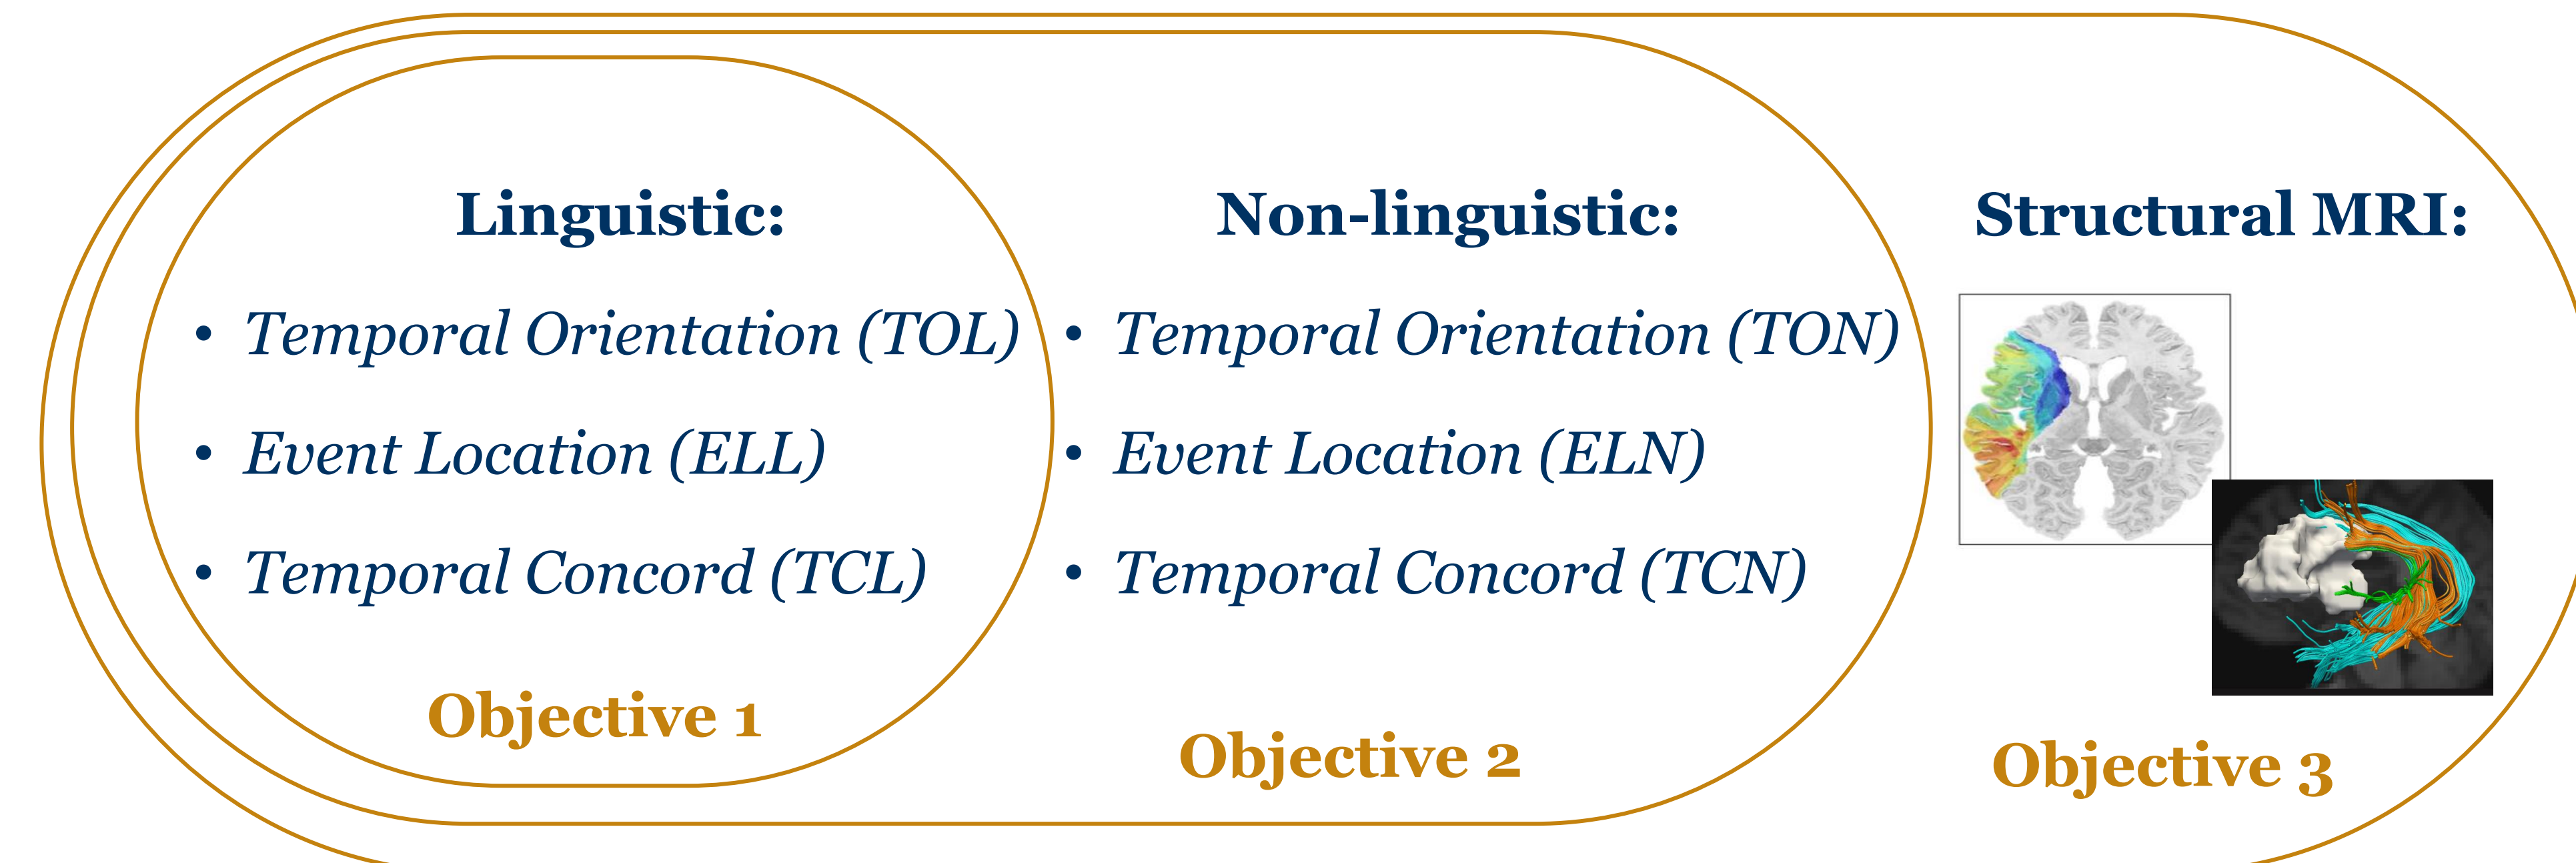 Linguistic:
• Temporal Orientation (TOL)
• Event Location (ELL)
• Temporal Concord (TCL)
Objective 1
Non-linguistic:
• Temporal Orientation (TON)
• Event Location (ELN)
• Temporal Concord (TCN)
Objective 2
Structural MRI:
Objective 3